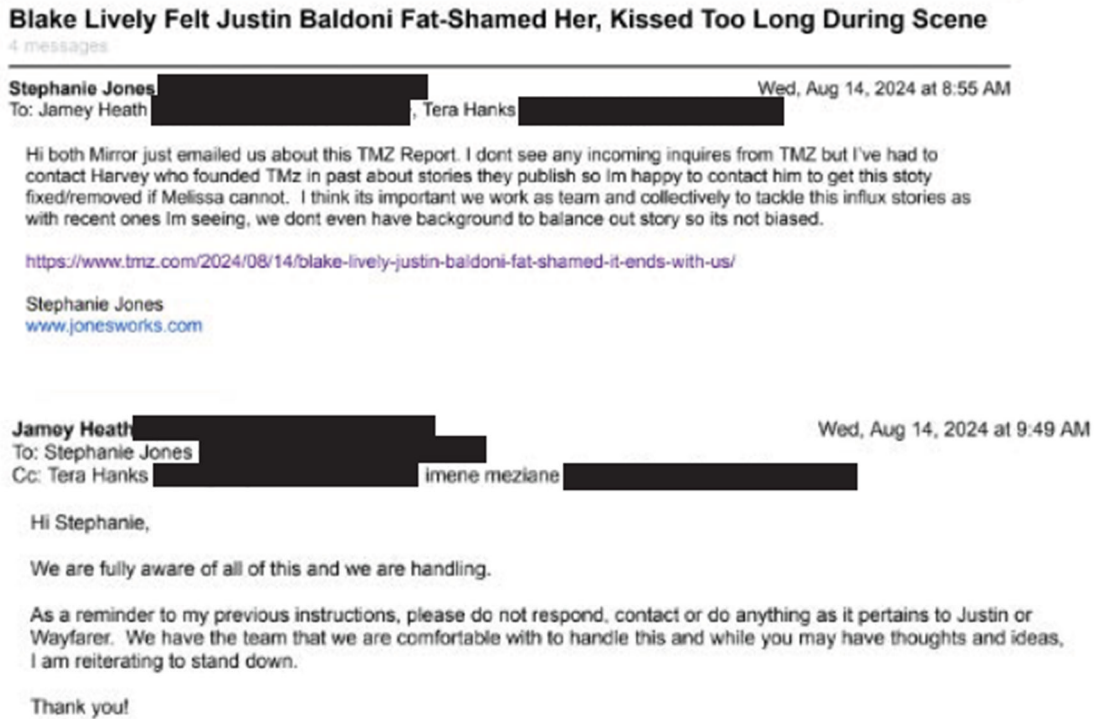 Blake Lively Felt Justin Baldoni Fat-Shamed Her, Kissed Too Long During Scene
4 messages
Stephanie Jones
Wed, Aug 14, 2024 at 8:55 AM
To: Jamey Heath , Tera Hanks
Hi both Mirror just emailed us about this TMZ Report. I dont see any incoming inquires from TMZ but I've had to
contact Harvey who founded TMz in past about stories they publish so Im happy to contact him to get this stoty
fixed/removed if Melissa cannot. I think its important we work as team and collectively to tackle this influx stories as
with recent ones Im seeing, we dont even have background to balance out story so its not biased.
https://www.tmz.com/2024/08/14/blake-lively-justin-baldoni-fat-shamed-it-ends-with-us/
Stephanie Jones
www.jonesworks.com
Jamey Heath
Wed, Aug 14, 2024 at 9:49 AM
To: Stephanie Jones
Cc: Tera Hanks imene meziane
Hi Stephanie,
We are fully aware of all of this and we are handling.
As a reminder to my previous instructions, please do not respond, contact or do anything as it pertains to Justin or
Wayfarer. We have the team that we are comfortable with to handle this and while you may have thoughts and ideas,
I am reiterating to stand down.
Thank you!